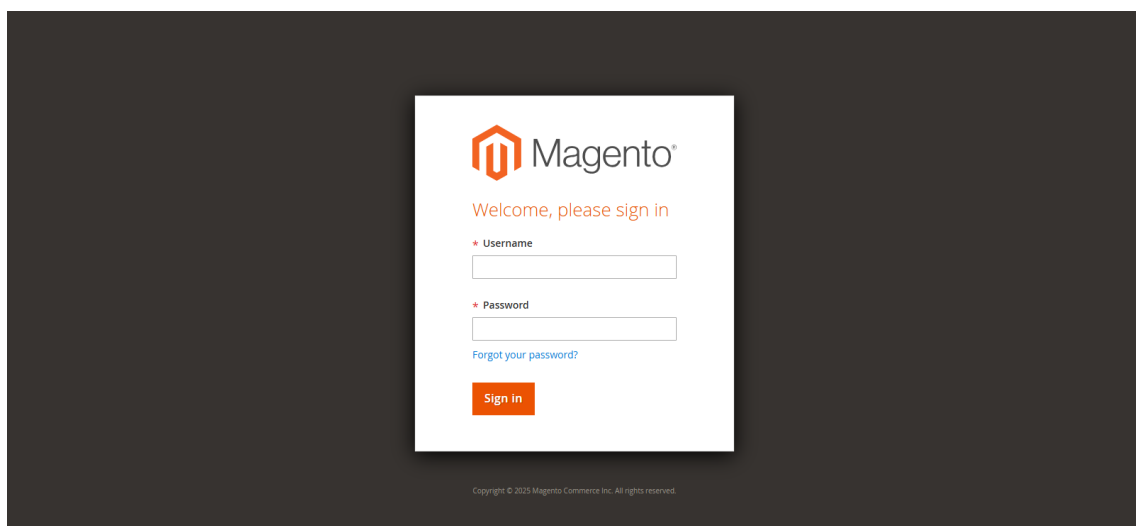 Magento®
Welcome, please sign in
* Username
* Password
Forgot your password?
Sign in
Copyright © 2025 Magento Commerce Inc. All rights reserved.